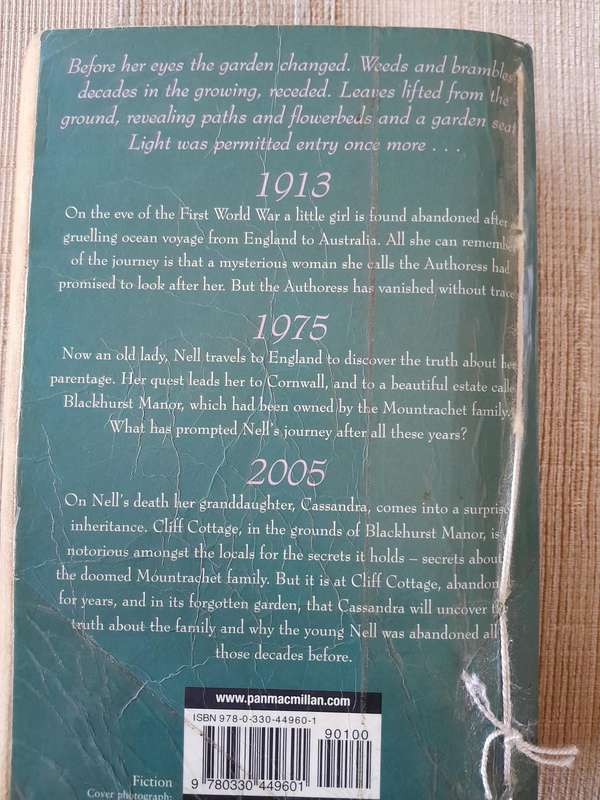 Before her eyes the garden changed. Weeds and brambles
decades in the growing, receded. Leaves lifted from the
ground, revealing paths and flowerbeds and a garden seat
Light was permitted entry once more . . .
1913
On the eve of the First World War a little girl is found abandoned after
gruelling ocean voyage from England to Australia. All she can
of the journey is that a mysterious woman she calls the Authoress had
promised to look after her. But the Authoress has vanished without trace
1975
Now an old lady, Nell travels to England to discover the truth about her
parentage. Her quest leads her to Cornwall, and to a beautiful estate
Blackhurst Manor, which had been owned by the Mountrachet family.
What has prompted Nell's journey after all these years?
2005
On Nell's death her granddaughter, Cassandra, comes into a
inheritance. Cliff Cottage, in the grounds of Blackhurst Manor, is
notorious amongst the locals for the secrets it holds – secrets about
the doomed Mountrachet family. But it is at Cliff Cottage,
for years, and in its forgotten garden, that Cassandra will uncover the
truth about the family and why the young Nell was abandoned all
those decades before.
www.panmacmillan.com
ISBN 978-0-330-44960-1
90100
9 780330 449601
Fiction
Cover photograph: